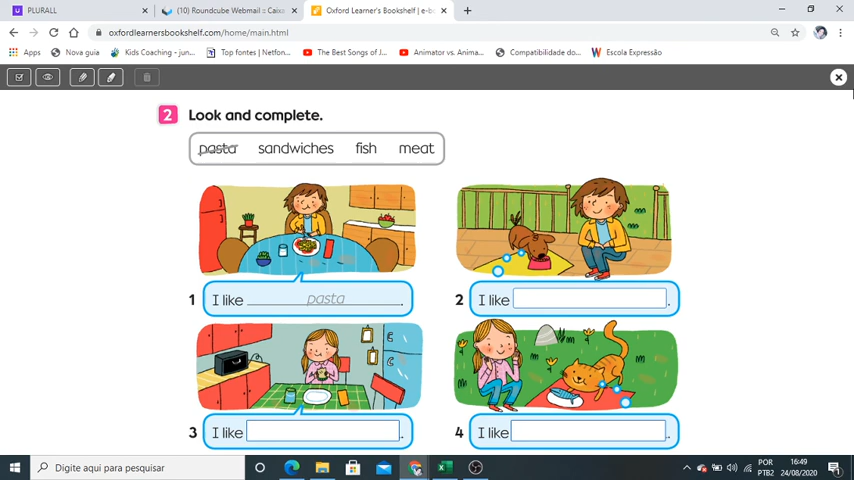 PLURALL
(10) Roundcube Webmail :: Caixa
Oxford Learner's Bookshelf | e-b
oxfordlearnersbookshelf.com/home/main.html
Apps Nova guia Kids Coaching - jun... Top fontes | Netfon... The Best Songs of J... Animator vs. Anima... Compatibilidade do... Escola Expressão
2 Look and complete.
pasta sandwiches fish meat
1 I like pasta.
2 I like .
3 I like .
4 I like .
Digite aqui para pesquisar
POR
PTB2
16:49
24/08/2020
1